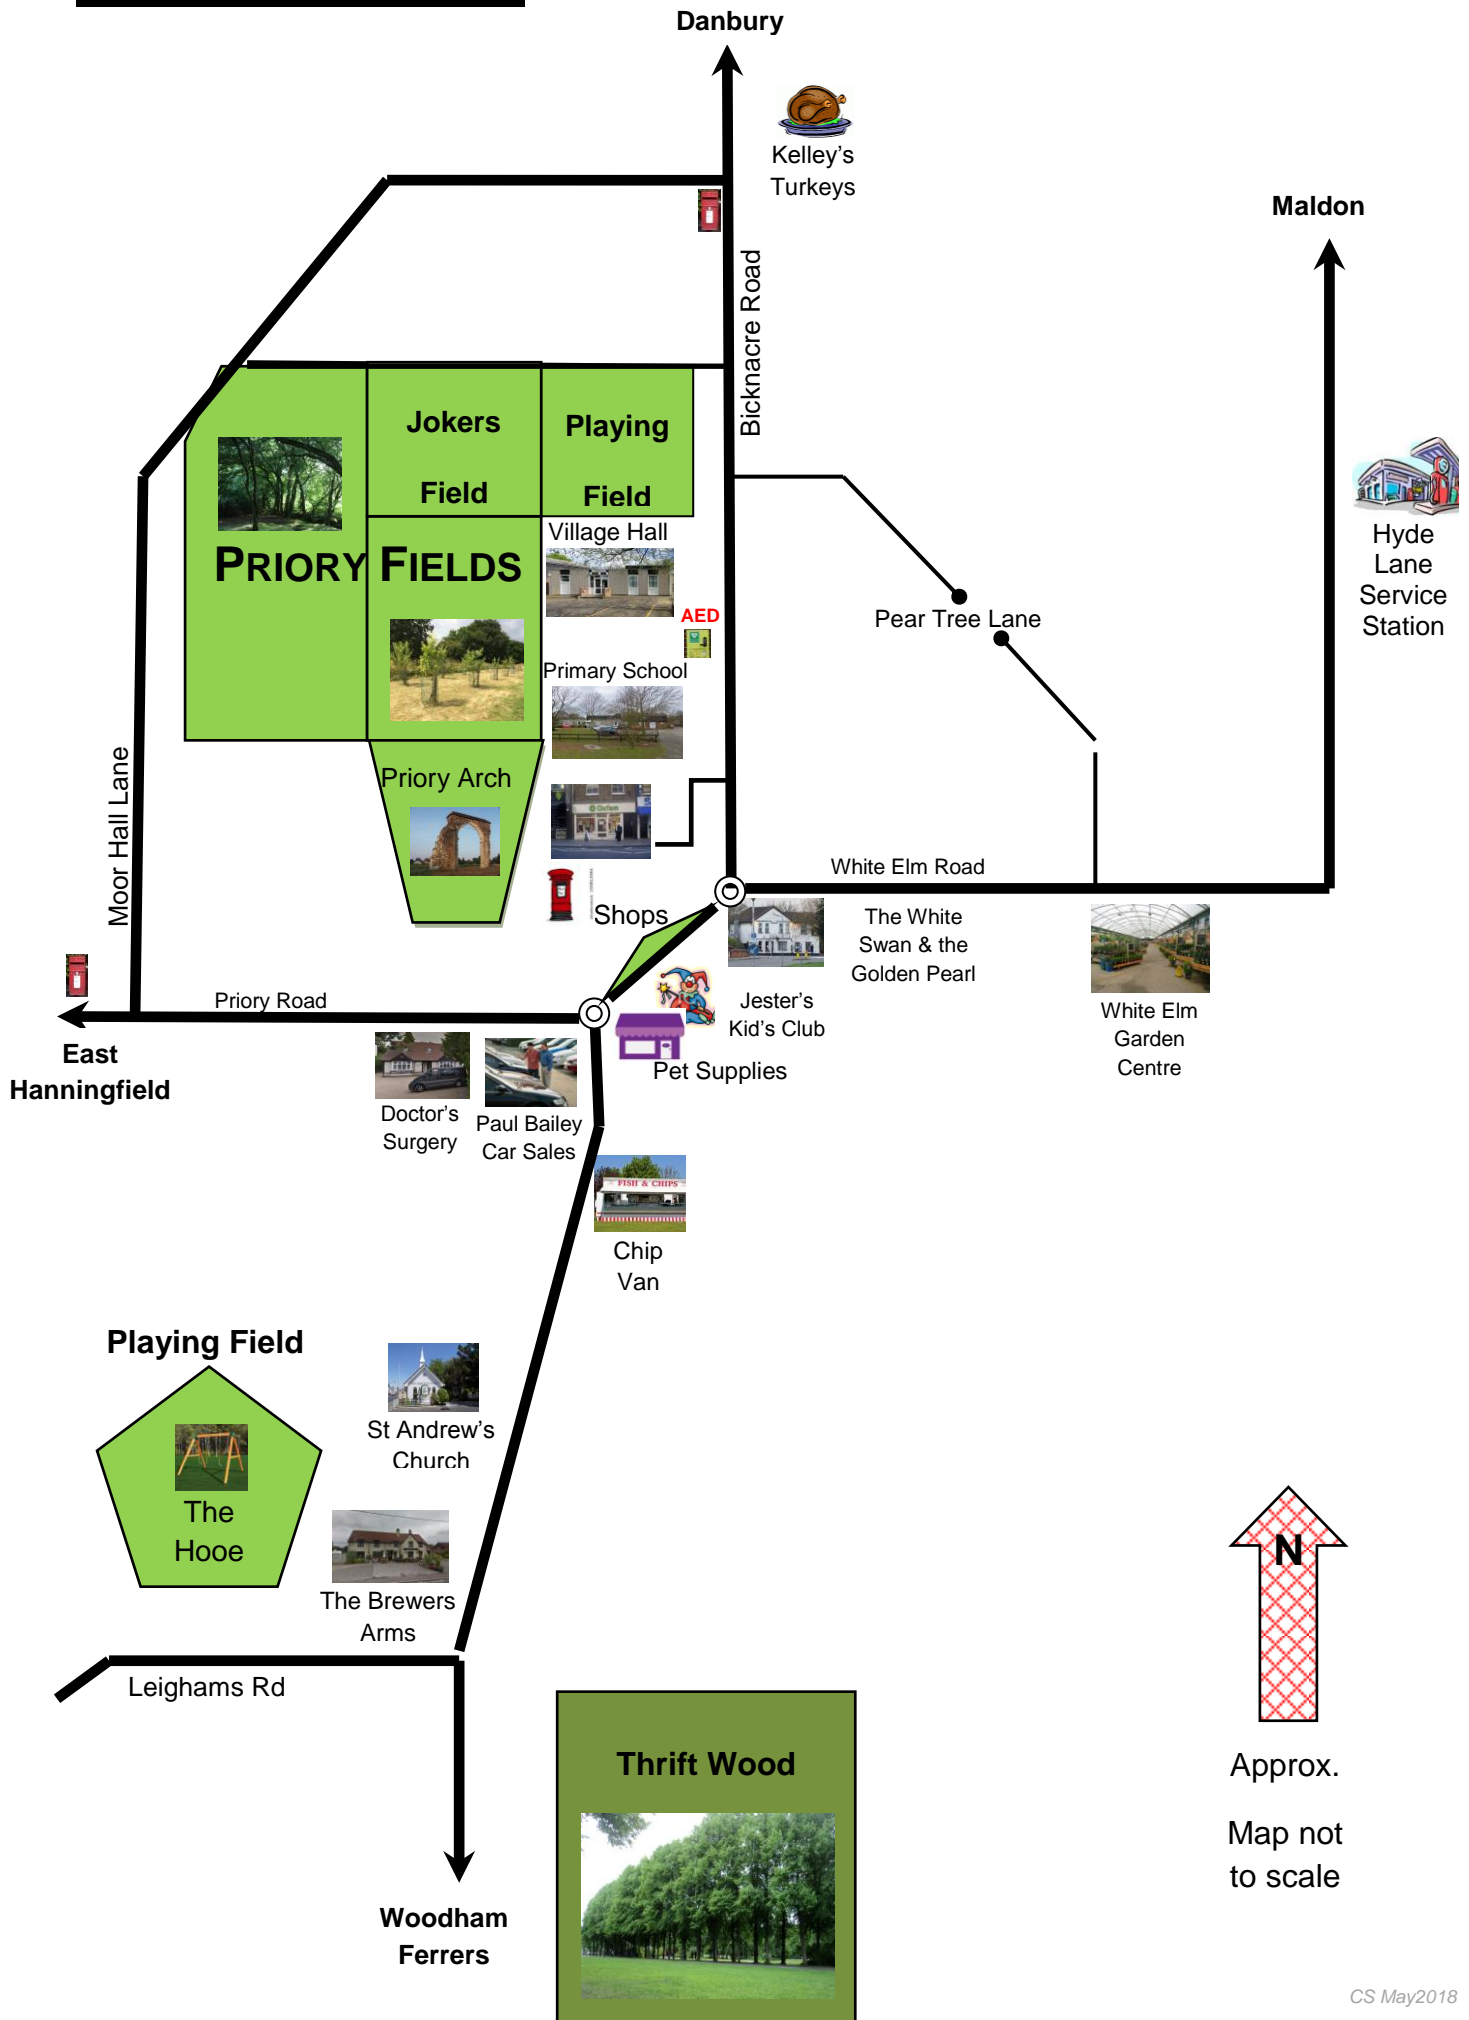 Danbury
Kelley's
Turkeys
Maldon
Bicknacre Road
Jokers
Field
Playing
Field
Village Hall
PRIORY FIELDS
AED
Primary School
Pear Tree Lane
Hyde
Lane
Service
Station
Moor Hall Lane
Priory Arch
Oxfam
Shops
White Elm Road
The White
Swan & the
Golden Pearl
White Elm
Garden
Centre
Jester's
Kid's Club
Pet Supplies
Priory Road
East
Hanningfield
Doctor's
Surgery
Paul Bailey
Car Sales
FISH & CHIPS
Chip
Van
Playing Field
The
Hooe
St Andrew's
Church
The Brewers
Arms
Leighams Rd
Woodham
Ferrers
Thrift Wood
N
Approx.
Map not
to scale
CS May2018